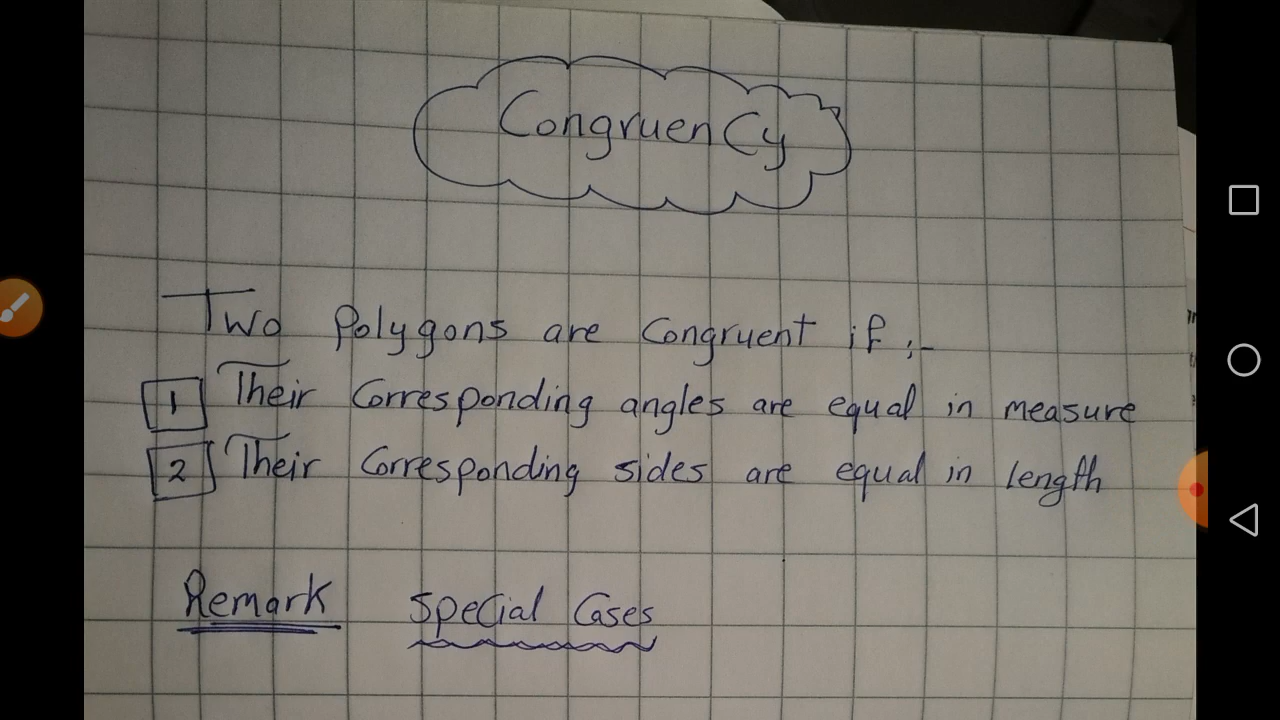 Congruency
Two polygons are Congruent if :-
1 Their Corresponding angles are equal in measure
2 Their Corresponding sides are equal in length
Remark Special Cases